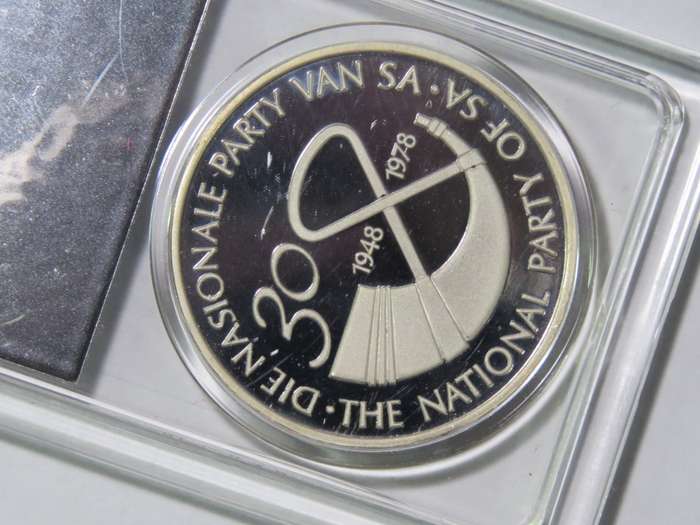 DIE NASIONALE PARTY VAN SA ·
THE NATIONAL PARTY OF SA ·
30
1948
1978